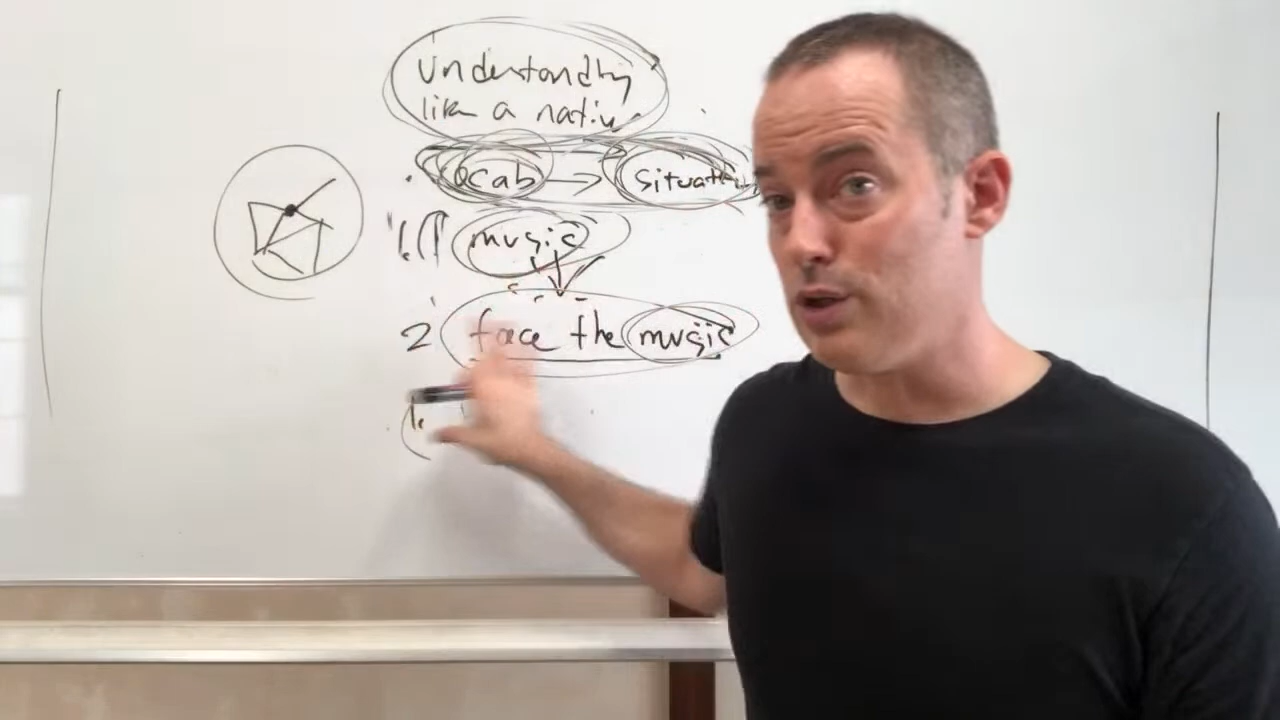 Understanding
like a native
vocab → situation
1. music
2 face the music